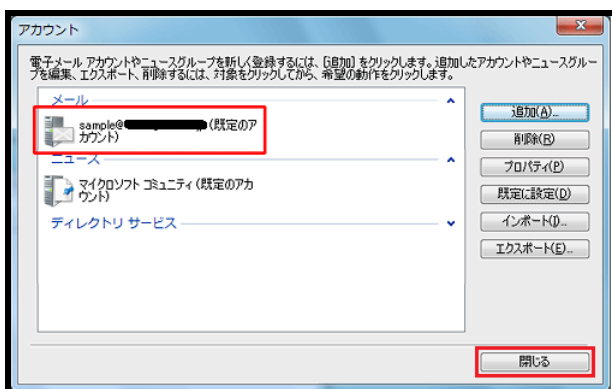 アカウント
電子メール アカウントやニュースグループを新しく登録するには、[追加] をクリックします。追加したアカウントやニュースグルー
プを編集、エクスポート、削除するには、対象をクリックしてから、希望の動作をクリックします。
メール
sample@ (既定のア
カウント)
ニュース
マイクロソフト コミュニティ (既定のアカ
ウント)
ディレクトリ サービス
追加(A)...
削除(R)
プロパティ(P)
既定に設定(D)
インポート(I)...
エクスポート(E)...
閉じる